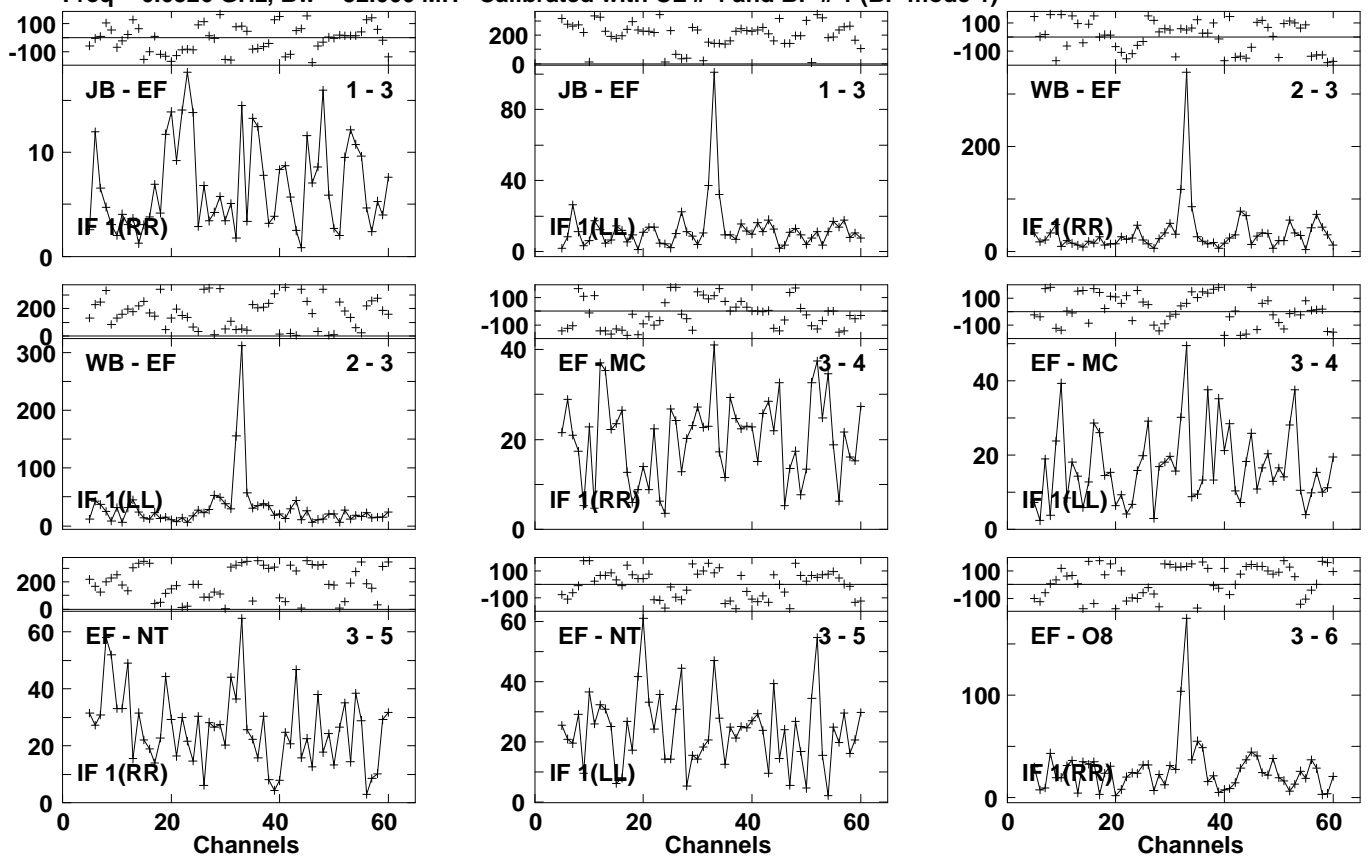 100
-100
200
0
100
-100
JB - EF 1 - 3
10
0
IF 1(RR)
JB - EF 1 - 3
80
40
0
IF 1(LL)
WB - EF 2 - 3
200
0
IF 1(RR)
200
0
100
-100
100
-100
WB - EF 2 - 3
300
200
100
0
IF 1(LL)
EF - MC 3 - 4
40
20
0
IF 1(RR)
EF - MC 3 - 4
40
20
0
IF 1(LL)
200
0
100
-100
100
-100
EF - NT 3 - 5
60
40
20
0
IF 1(RR)
EF - NT 3 - 5
60
40
20
0
IF 1(LL)
EF - O8 3 - 6
100
0
IF 1(RR)
0 20 40 60
Channels
0 20 40 60
Channels
0 20 40 60
Channels